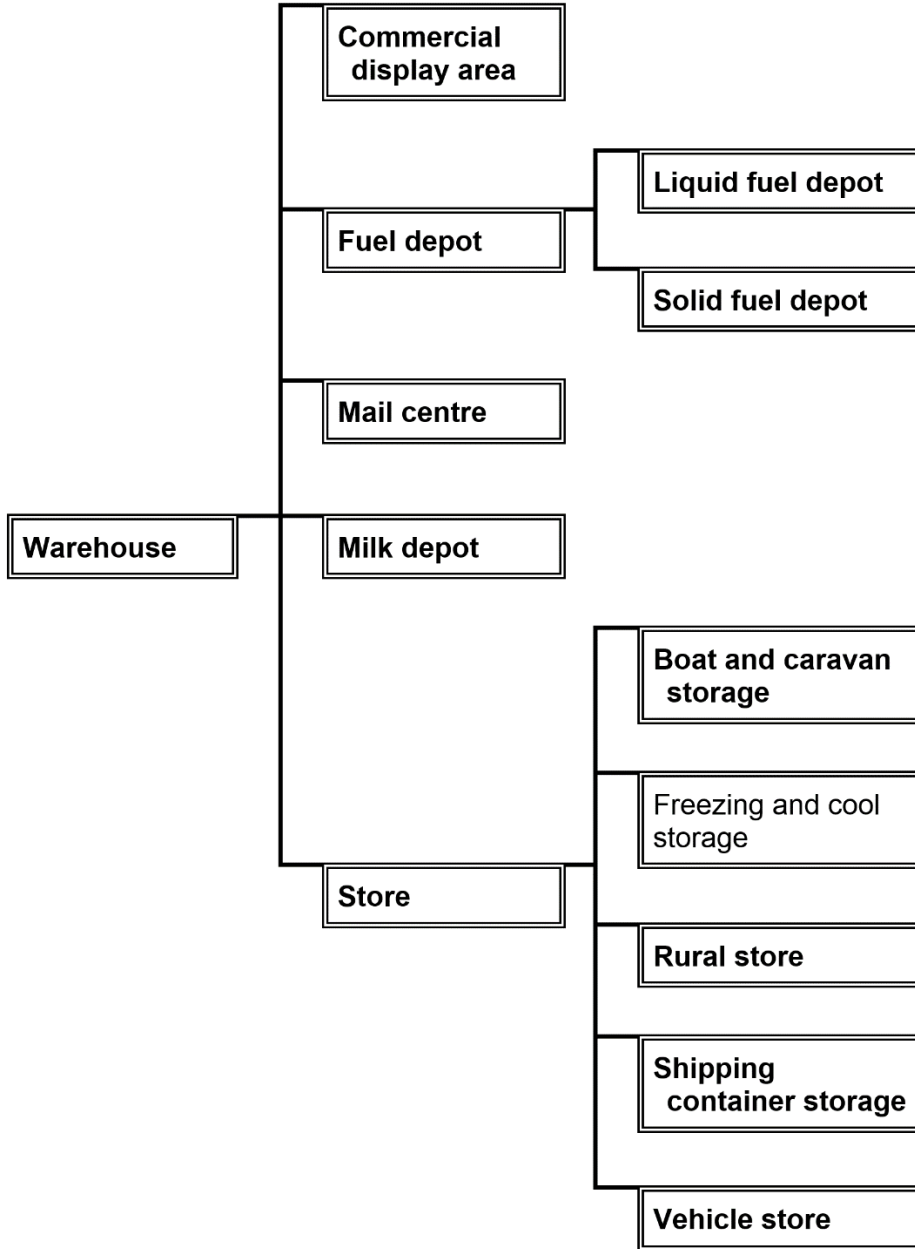 Commercial
display area
Liquid fuel depot
Fuel depot
Solid fuel depot
Mail centre
Warehouse
Milk depot
Boat and caravan
storage
Freezing and cool
storage
Store
Rural store
Shipping
container storage
Vehicle store